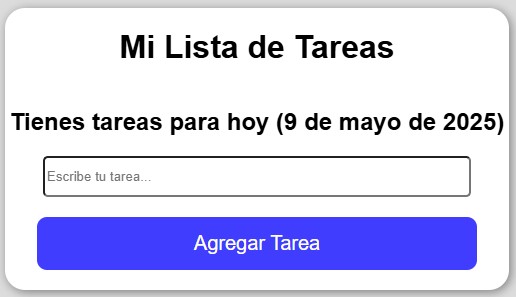 Mi Lista de Tareas
Tienes tareas para hoy (9 de mayo de 2025)
Escribe tu tarea...
Agregar Tarea